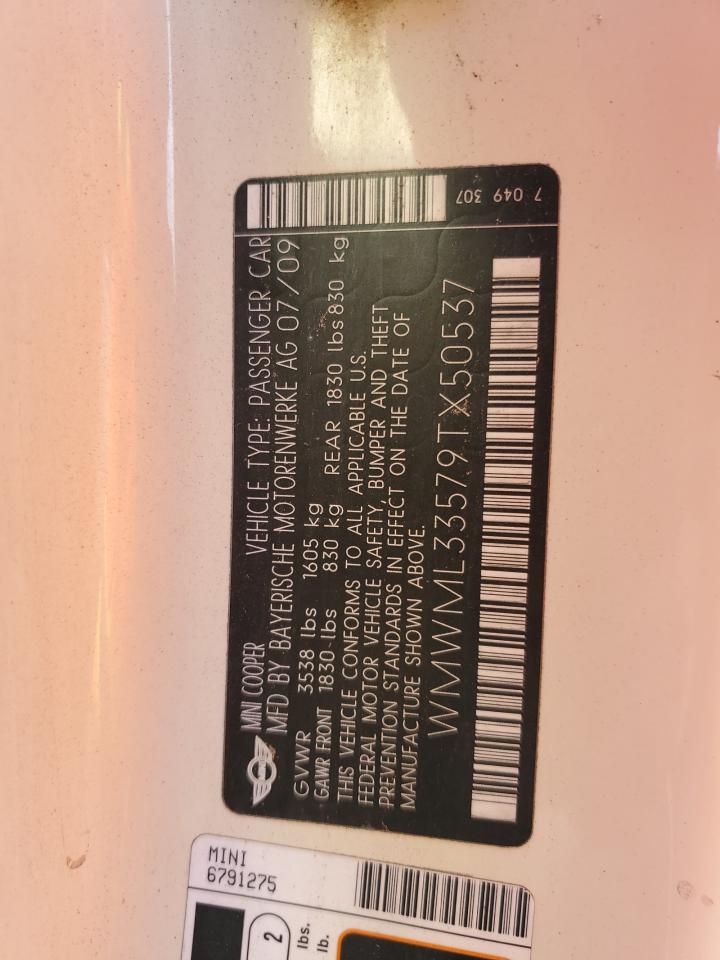 MINI COOPER VEHICLE TYPE: PASSENGER CAR
MFD BY BAYERISCHE MOTORENWERKE AG 07/09
GVWR 3538 lbs 1605 kg
GAWR FRONT 1830 lbs 830 kg REAR 1830 lbs 830 kg
THIS VEHICLE CONFORMS TO ALL APPLICABLE U.S.
FEDERAL MOTOR VEHICLE SAFETY, BUMPER AND THEFT
PREVENTION STANDARDS IN EFFECT ON THE DATE OF
MANUFACTURE SHOWN ABOVE.
WMWML33579TX50537
7 049 307
MINI
6791275
2
lbs.
lb.